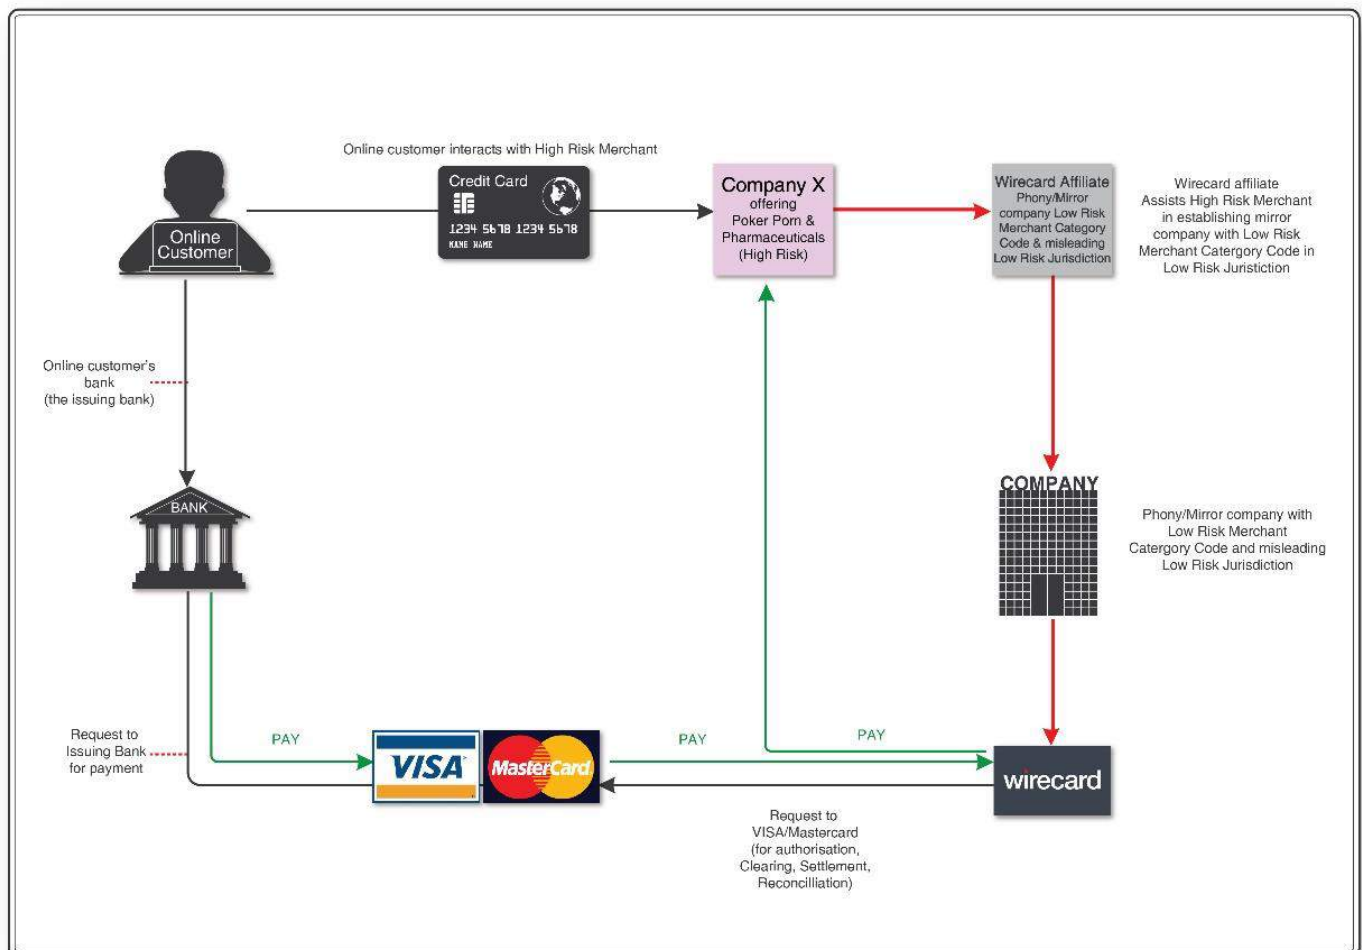 Online customer interacts with High Risk Merchant
Credit Card
1234 5678 1234 5678
NAME NAME
Online
Customer
Company X
offering
Poker Porn &
Pharmaceuticals
(High Risk)
Wirecard Affiliate
Phony/Mirror
company Low Risk
Merchant Category
Code & misleading
Low Risk Jurisdiction
Wirecard affiliate
Assists High Risk Merchant
in establishing mirror
company with Low Risk
Merchant Catergory Code in
Low Risk Juristiction
Online customer's
bank
(the issuing bank)
BANK
COMPANY
Phony/Mirror company with
Low Risk Merchant
Catergory Code and misleading
Low Risk Jurisdiction
Request to
Issuing Bank
for payment
PAY
VISA
MasterCard
PAY
PAY
wirecard
Request to
VISA/Mastercard
(for authorisation,
Clearing, Settlement,
Reconcilliation)